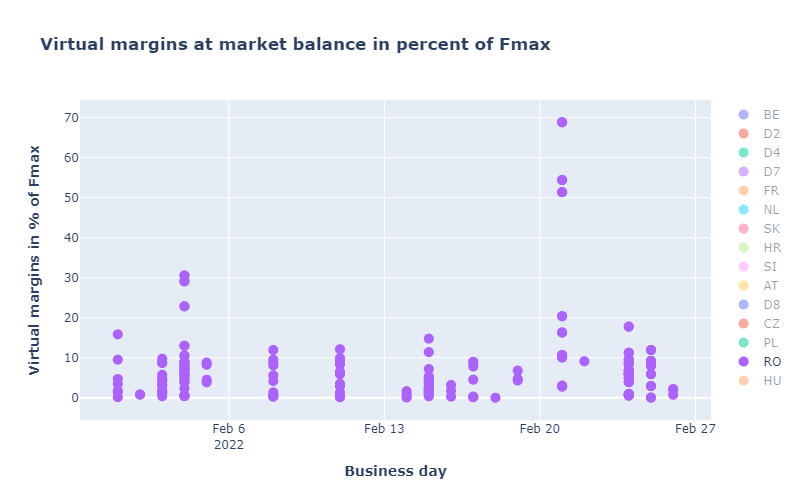 Virtual margins at market balance in percent of Fmax
Virtual margins in % of Fmax
70
60
50
40
30
20
10
0
Feb 6
2022
Feb 13
Feb 20
Feb 27
Business day
BE
D2
D4
D7
FR
NL
SK
HR
SI
AT
D8
CZ
PL
RO
HU